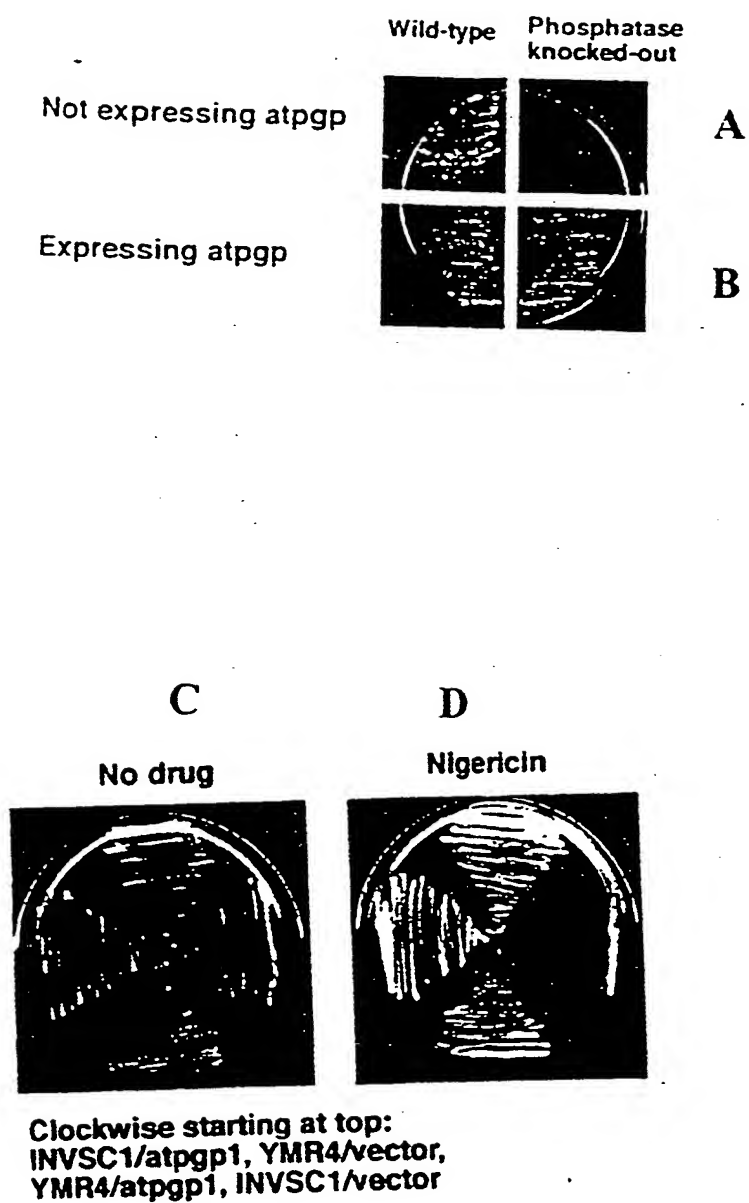 Wild-type
Phosphatase
knocked-out
Not expressing atpgp
A
Expressing atpgp
B
C
D
No drug
Nigericin
Clockwise starting at top:
INVSC1/atpgp1, YMR4/vector,
YMR4/atpgp1, INVSC1/vector